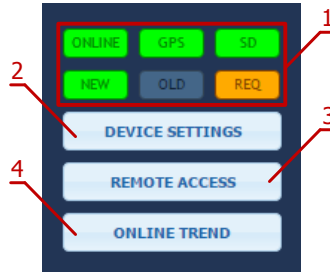 1
ONLINE GPS SD
2
NEW OLD REQ
DEVICE SETTINGS
3
REMOTE ACCESS
4
ONLINE TREND